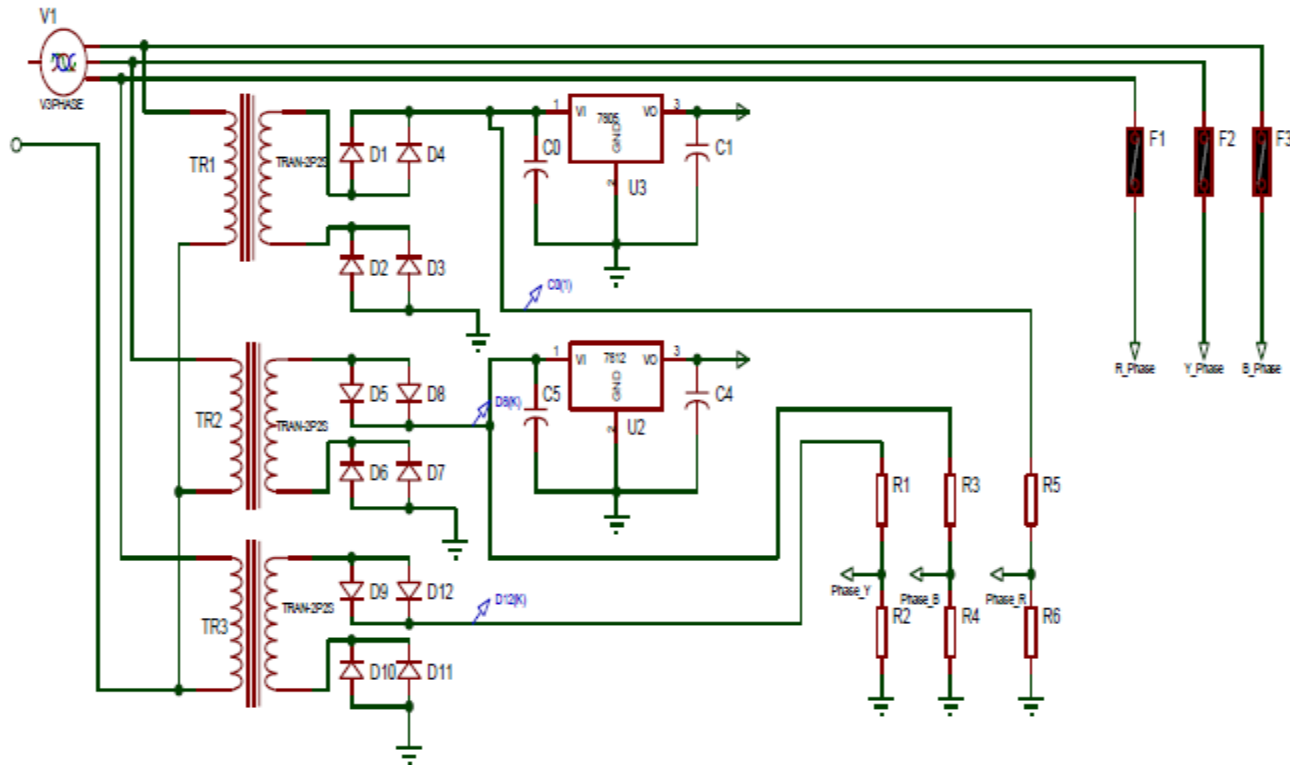 V1
V3PHASE
TR1
TRAN-2P2S
D1
D4
C0
1
VI
7805
VO
3
GND
2
U3
C1
F1
F2
F3
D2
D3
C0(1)
R_Phase
Y_Phase
B_Phase
TR2
TRAN-2P2S
D5
D8
D8(K)
C5
1
VI
7812
VO
3
GND
2
U2
C4
D6
D7
R1
R3
R5
TR3
TRAN-2P2S
D9
D12
D12(K)
Phase_Y
Phase_B
Phase_R
R2
R4
R6
D10
D11